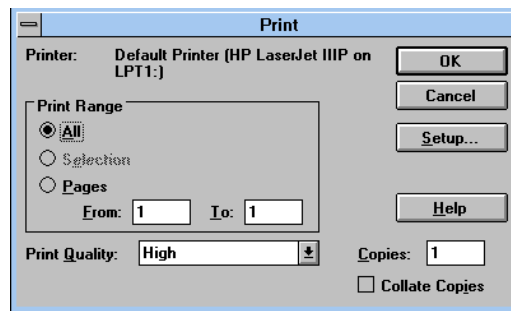 Print
Printer: Default Printer (HP LaserJet IIIP on
LPT1:)
OK
Cancel
Setup...
Help
Print Range
All
Selection
Pages
From: 1 To: 1
Print Quality: High
Copies: 1
Collate Copies